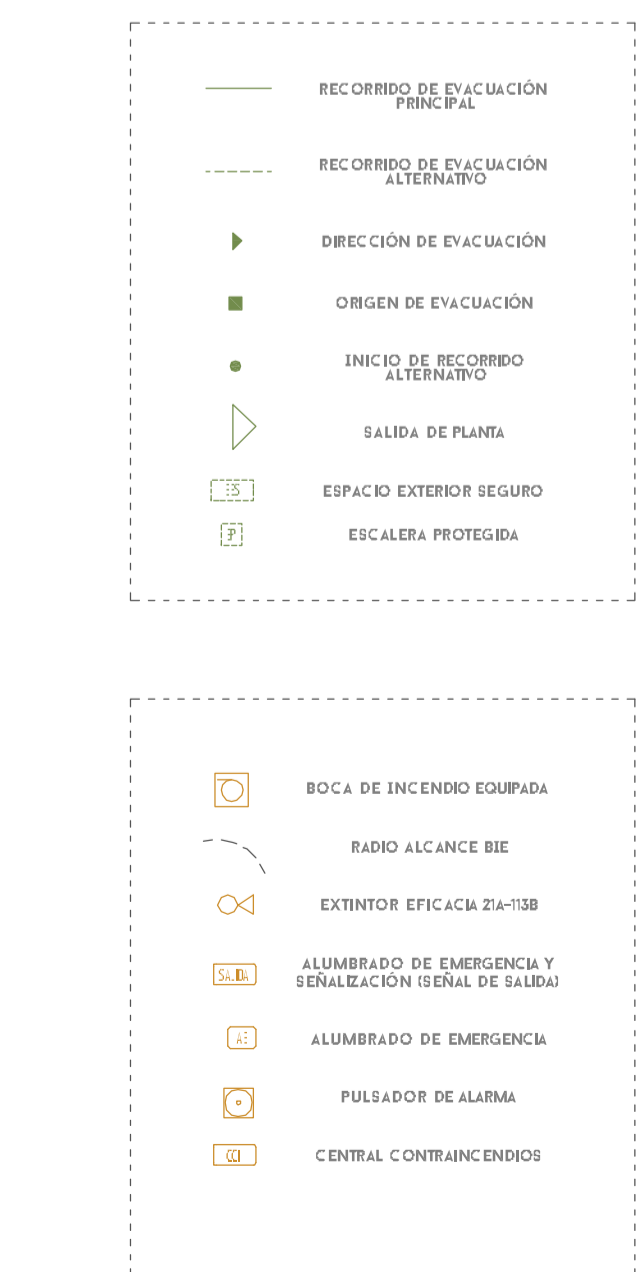 RECORRIDO DE EVACUACIÓN
PRINCIPAL
RECORRIDO DE EVACUACIÓN
ALTERNATIVO
DIRECCIÓN DE EVACUACIÓN
ORIGEN DE EVACUACIÓN
INICIO DE RECORRIDO
ALTERNATIVO
SALIDA DE PLANTA
ESPACIO EXTERIOR SEGURO
ESCALERA PROTEGIDA
BOCA DE INCENDIO EQUIPADA
RADIO ALCANCE BIE
EXTINTOR EFICACIA 21A-113B
SALIDA
ALUMBRADO DE EMERGENCIA Y
SEÑALIZACIÓN (SEÑAL DE SALIDA)
AE
ALUMBRADO DE EMERGENCIA
PULSADOR DE ALARMA
CCI
CENTRAL CONTRAINCENDIOS